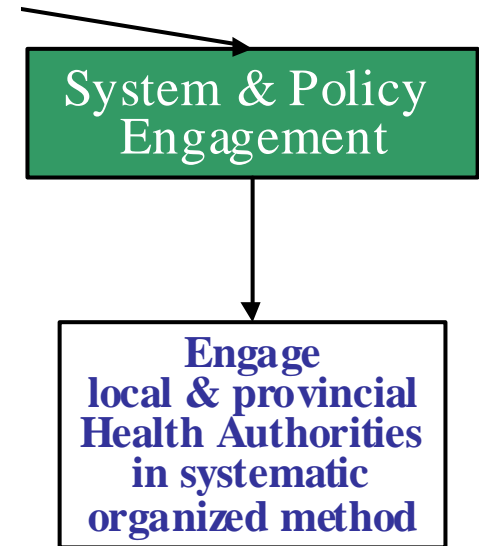 System & Policy
Engagement
Engage
local & provincial
Health Authorities
in systematic
organized method